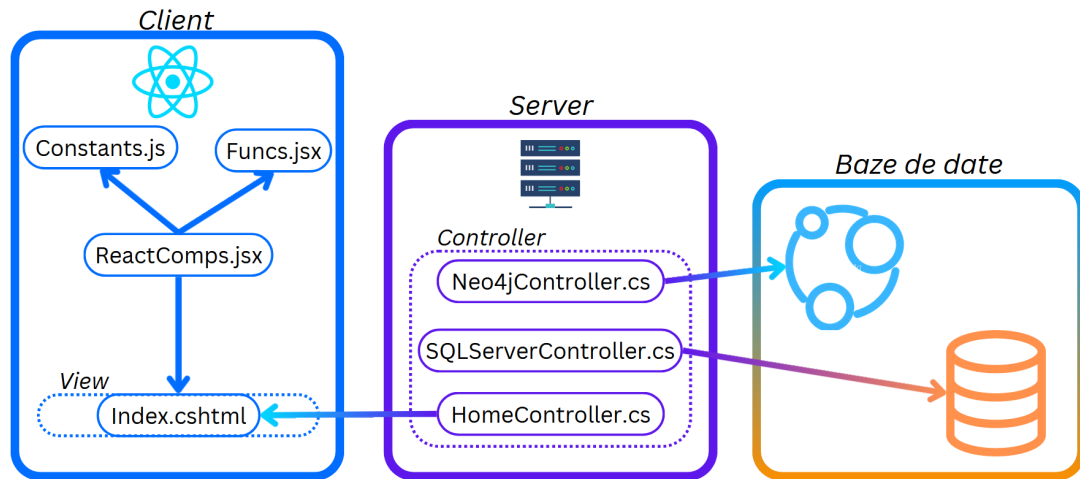 Client
Constants.js
Funcs.jsx
ReactComps.jsx
View
Index.cshtml
Server
Controller
Neo4jController.cs
SQLServerController.cs
HomeController.cs
Baze de date